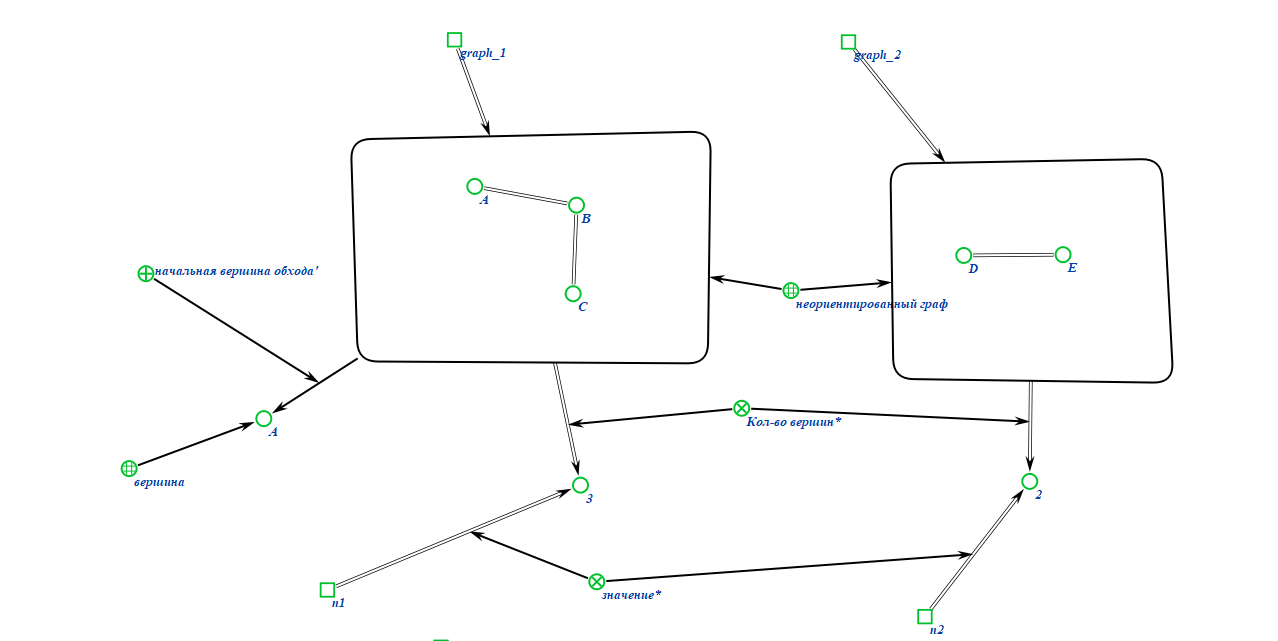 graph_1
graph_2
A
B
начальная вершина обхода'
D
E
C
неориентированный граф
A
Кол-во вершин*
вершина
3
2
n1
значение*
n2